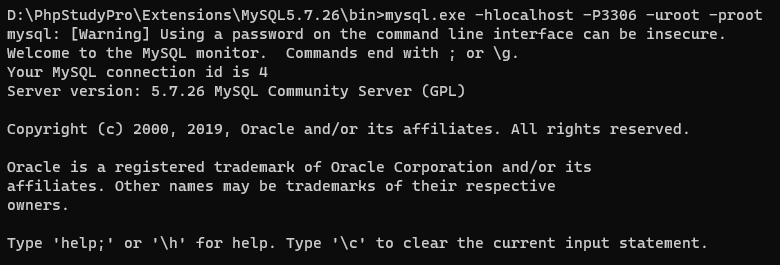 D:\PhpStudyPro\Extensions\MySQL5.7.26\bin>mysql.exe -hlocalhost -P3306 -uroot -proot
mysql: [Warning] Using a password on the command line interface can be insecure.
Welcome to the MySQL monitor.  Commands end with ; or \g.
Your MySQL connection id is 4
Server version: 5.7.26 MySQL Community Server (GPL)
Copyright (c) 2000, 2019, Oracle and/or its affiliates. All rights reserved.
Oracle is a registered trademark of Oracle Corporation and/or its
affiliates. Other names may be trademarks of their respective
owners.
Type 'help;' or '\h' for help. Type '\c' to clear the current input statement.